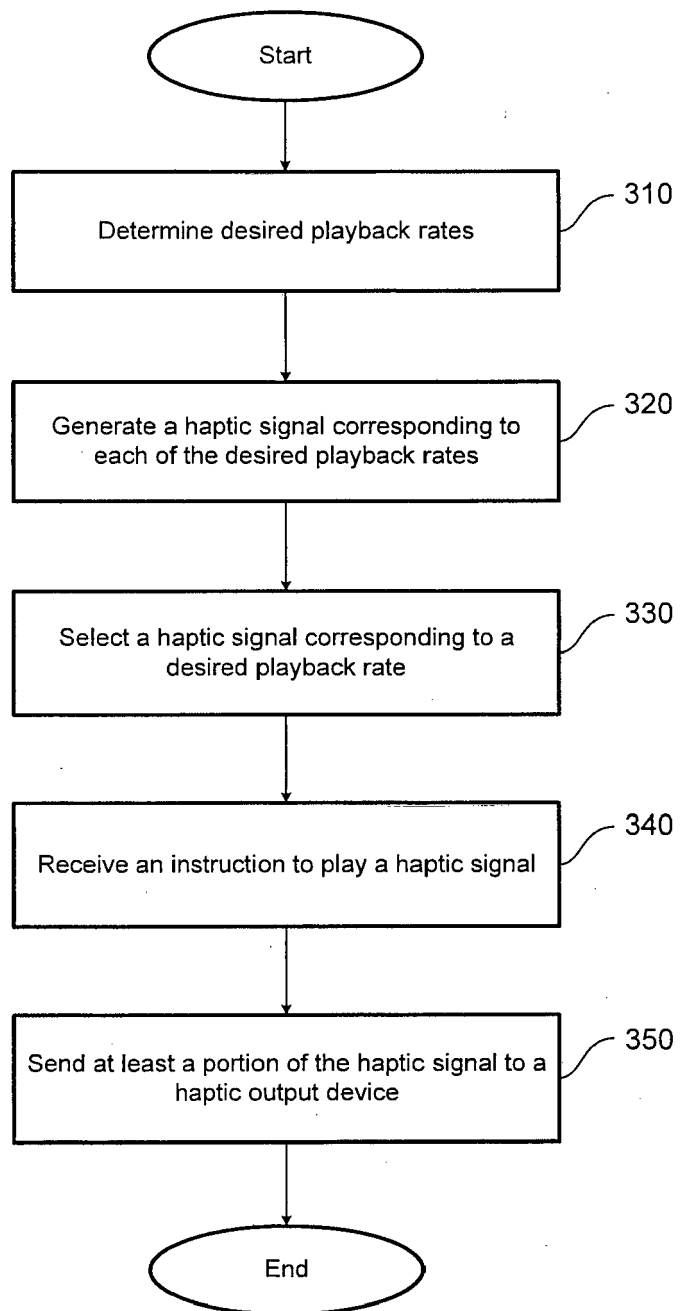 Start
310
Determine desired playback rates
320
Generate a haptic signal corresponding to
each of the desired playback rates
330
Select a haptic signal corresponding to a
desired playback rate
340
Receive an instruction to play a haptic signal
350
Send at least a portion of the haptic signal to a
haptic output device
End